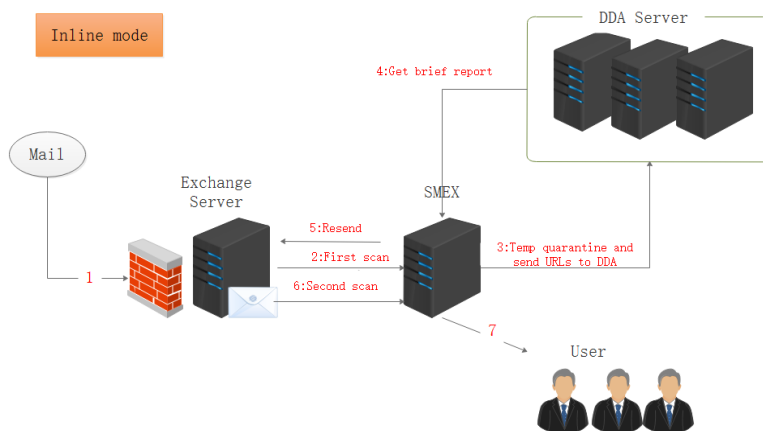 Inline mode
DDA Server
4:Get brief report
Mail
Exchange
Server
SMEX
5:Resend
2:First scan
3:Temp quarantine and
send URLs to DDA
1
6:Second scan
7
User